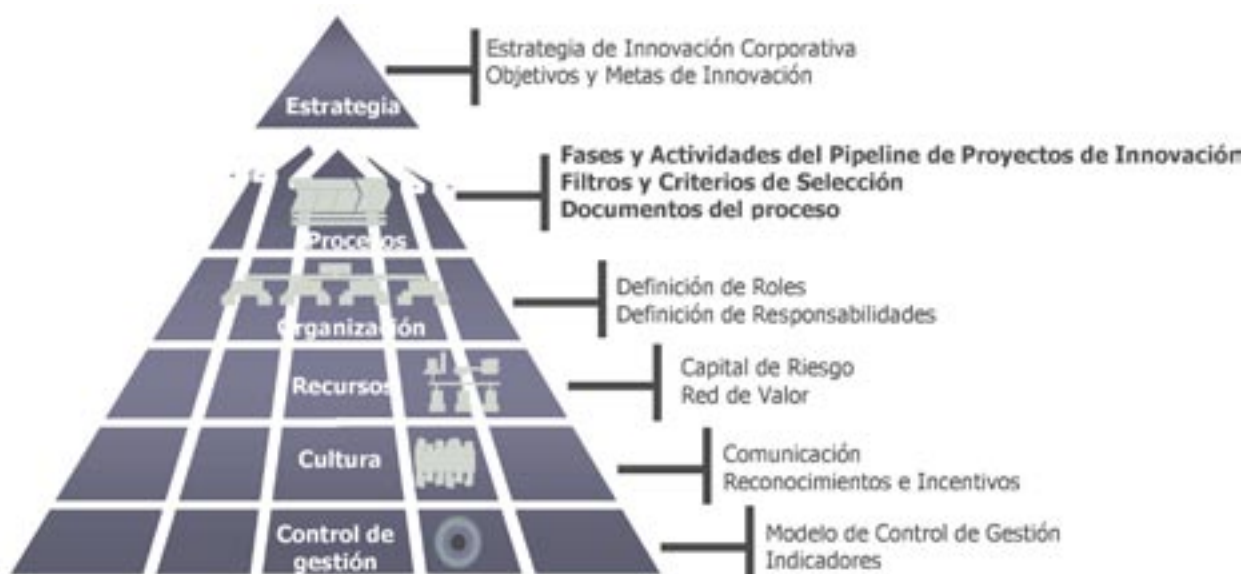 Estrategia
Estrategia de Innovación Corporativa
Objetivos y Metas de Innovación
Procesos
Fases y Actividades del Pipeline de Proyectos de Innovación
Filtros y Criterios de Selección
Documentos del proceso
Organización
Definición de Roles
Definición de Responsabilidades
Recursos
Capital de Riesgo
Red de Valor
Cultura
Comunicación
Reconocimientos e Incentivos
Control de
gestión
Modelo de Control de Gestión
Indicadores